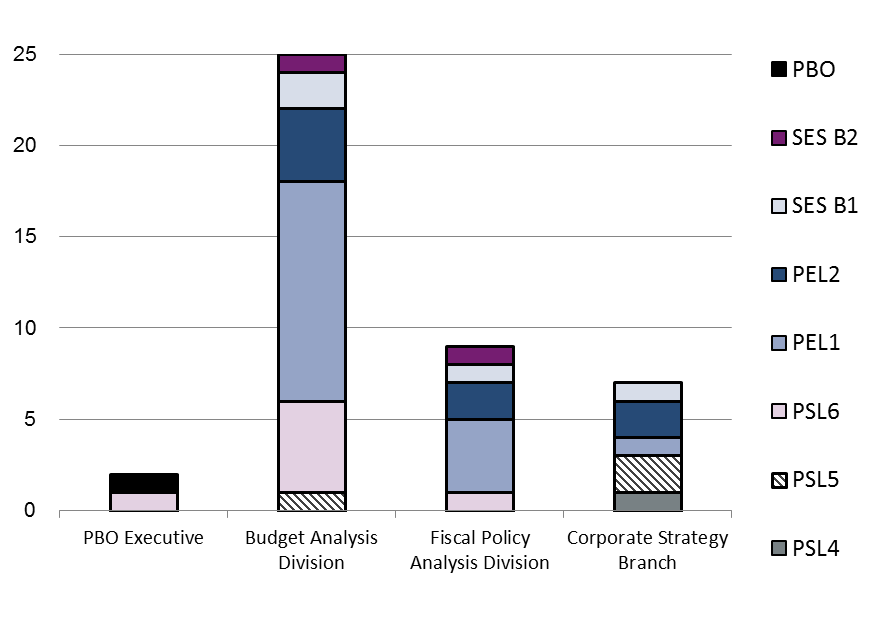 25
20
15
10
5
0
PBO Executive
Budget Analysis
Division
Fiscal Policy
Analysis Division
Corporate Strategy
Branch
PBO
SES B2
SES B1
PEL2
PEL1
PSL6
PSL5
PSL4